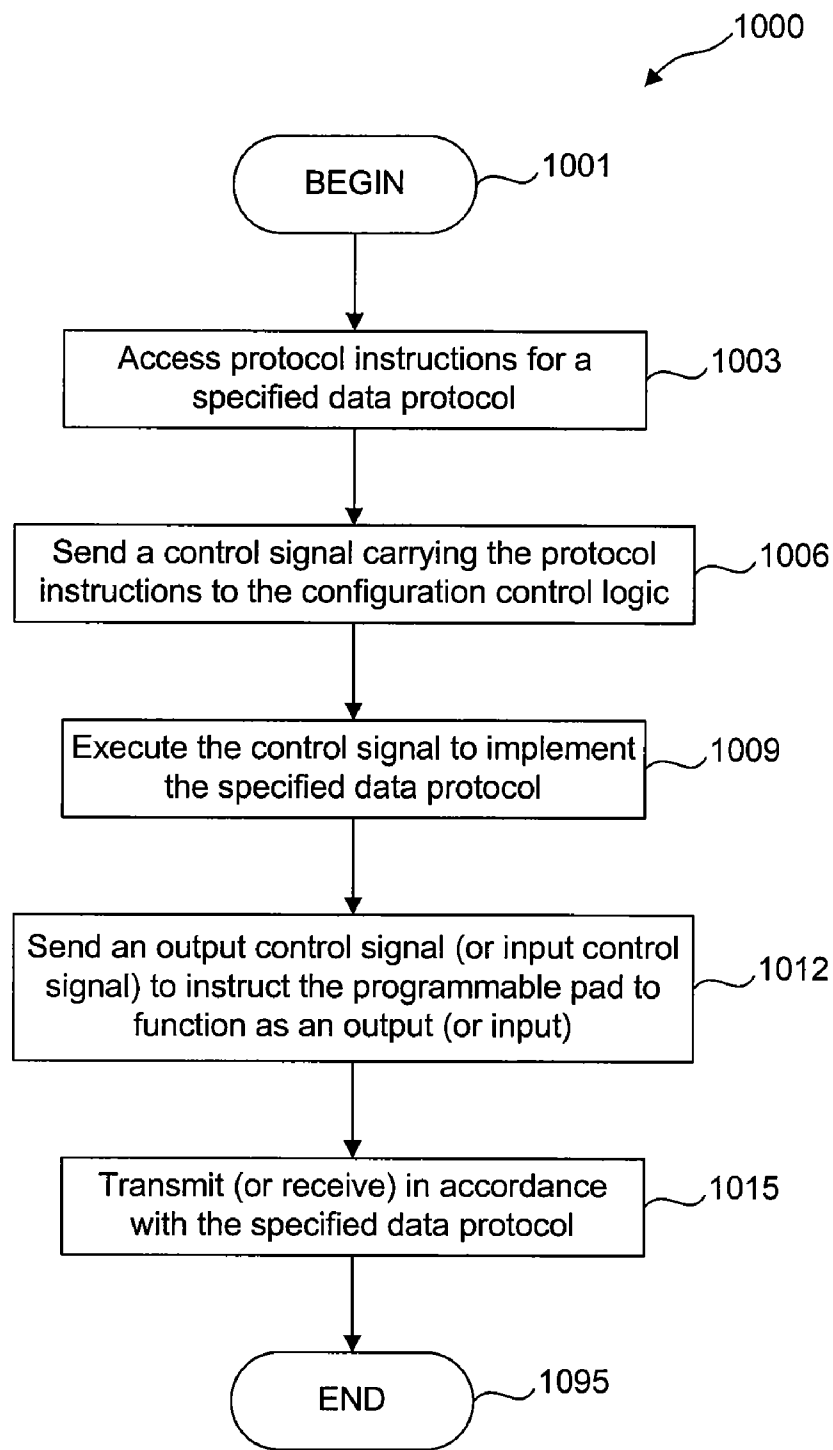 1000
BEGIN
1001
Access protocol instructions for a
specified data protocol
1003
Send a control signal carrying the protocol
instructions to the configuration control logic
1006
Execute the control signal to implement
the specified data protocol
1009
Send an output control signal (or input control
signal) to instruct the programmable pad to
function as an output (or input)
1012
Transmit (or receive) in accordance
with the specified data protocol
1015
END
1095